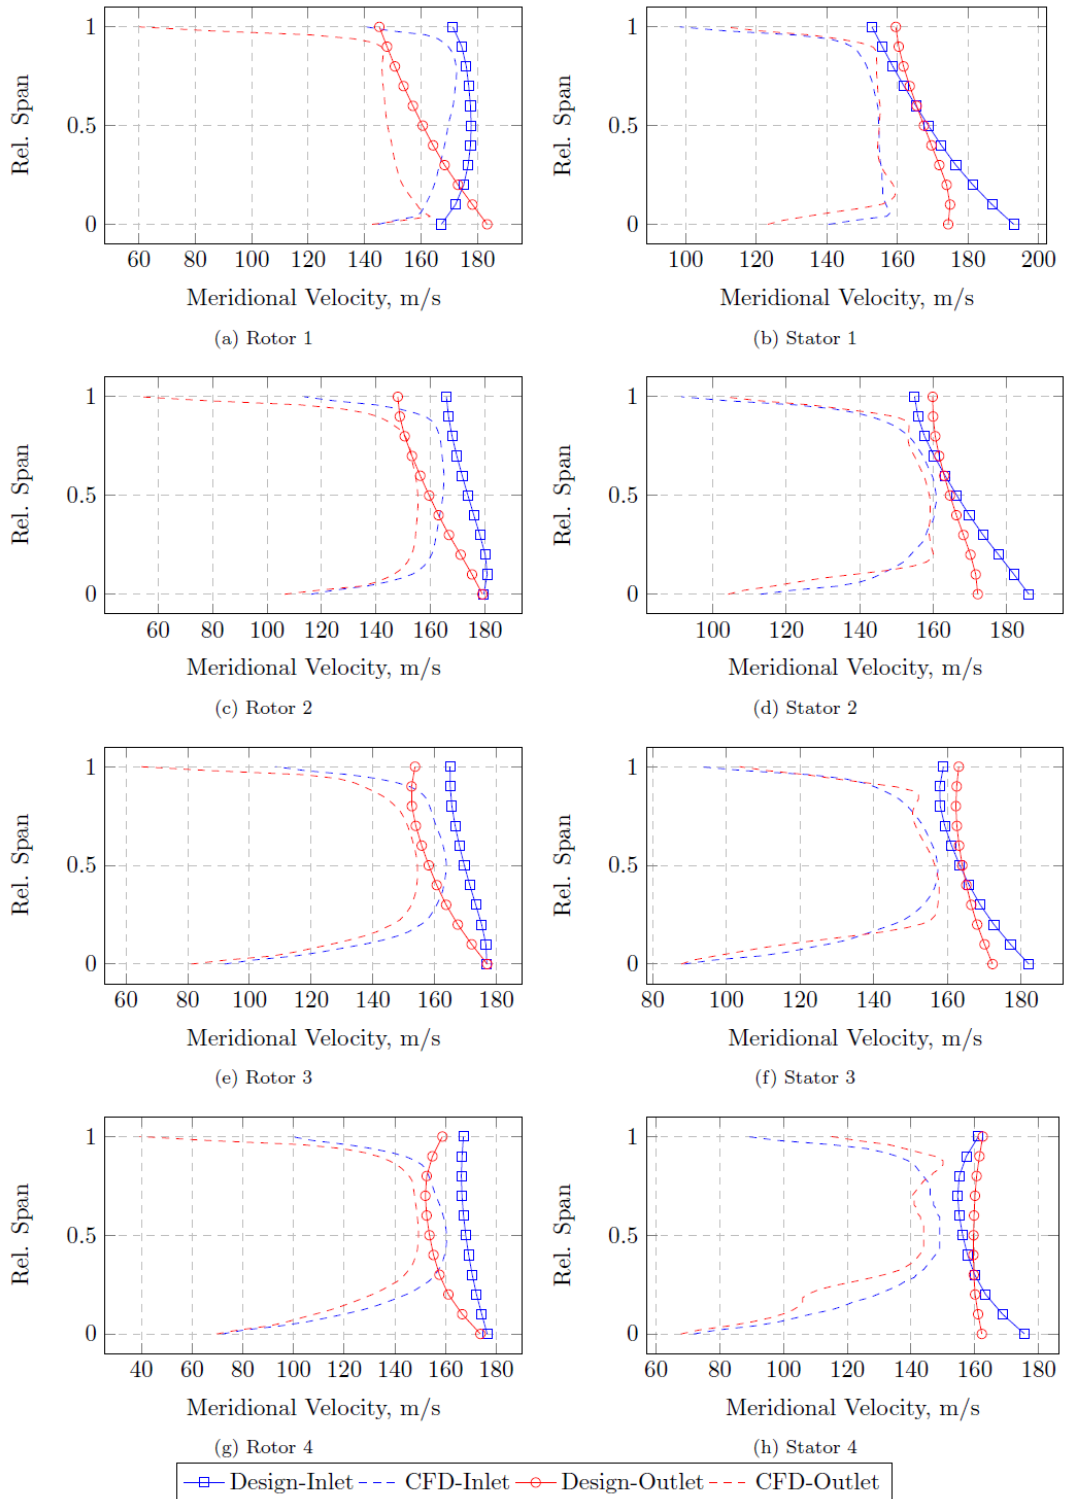 1
0.5
0
Rel. Span
60 80 100 120 140 160 180
Meridional Velocity, m/s
(a) Rotor 1
1
0.5
0
Rel. Span
100 120 140 160 180 200
Meridional Velocity, m/s
(b) Stator 1
1
0.5
0
Rel. Span
60 80 100 120 140 160 180
Meridional Velocity, m/s
(c) Rotor 2
1
0.5
0
Rel. Span
100 120 140 160 180
Meridional Velocity, m/s
(d) Stator 2
1
0.5
0
Rel. Span
60 80 100 120 140 160 180
Meridional Velocity, m/s
(e) Rotor 3
1
0.5
0
Rel. Span
80 100 120 140 160 180
Meridional Velocity, m/s
(f) Stator 3
1
0.5
0
Rel. Span
40 60 80 100 120 140 160 180
Meridional Velocity, m/s
(g) Rotor 4
1
0.5
0
Rel. Span
60 80 100 120 140 160 180
Meridional Velocity, m/s
(h) Stator 4
Design-Inlet CFD-Inlet Design-Outlet CFD-Outlet